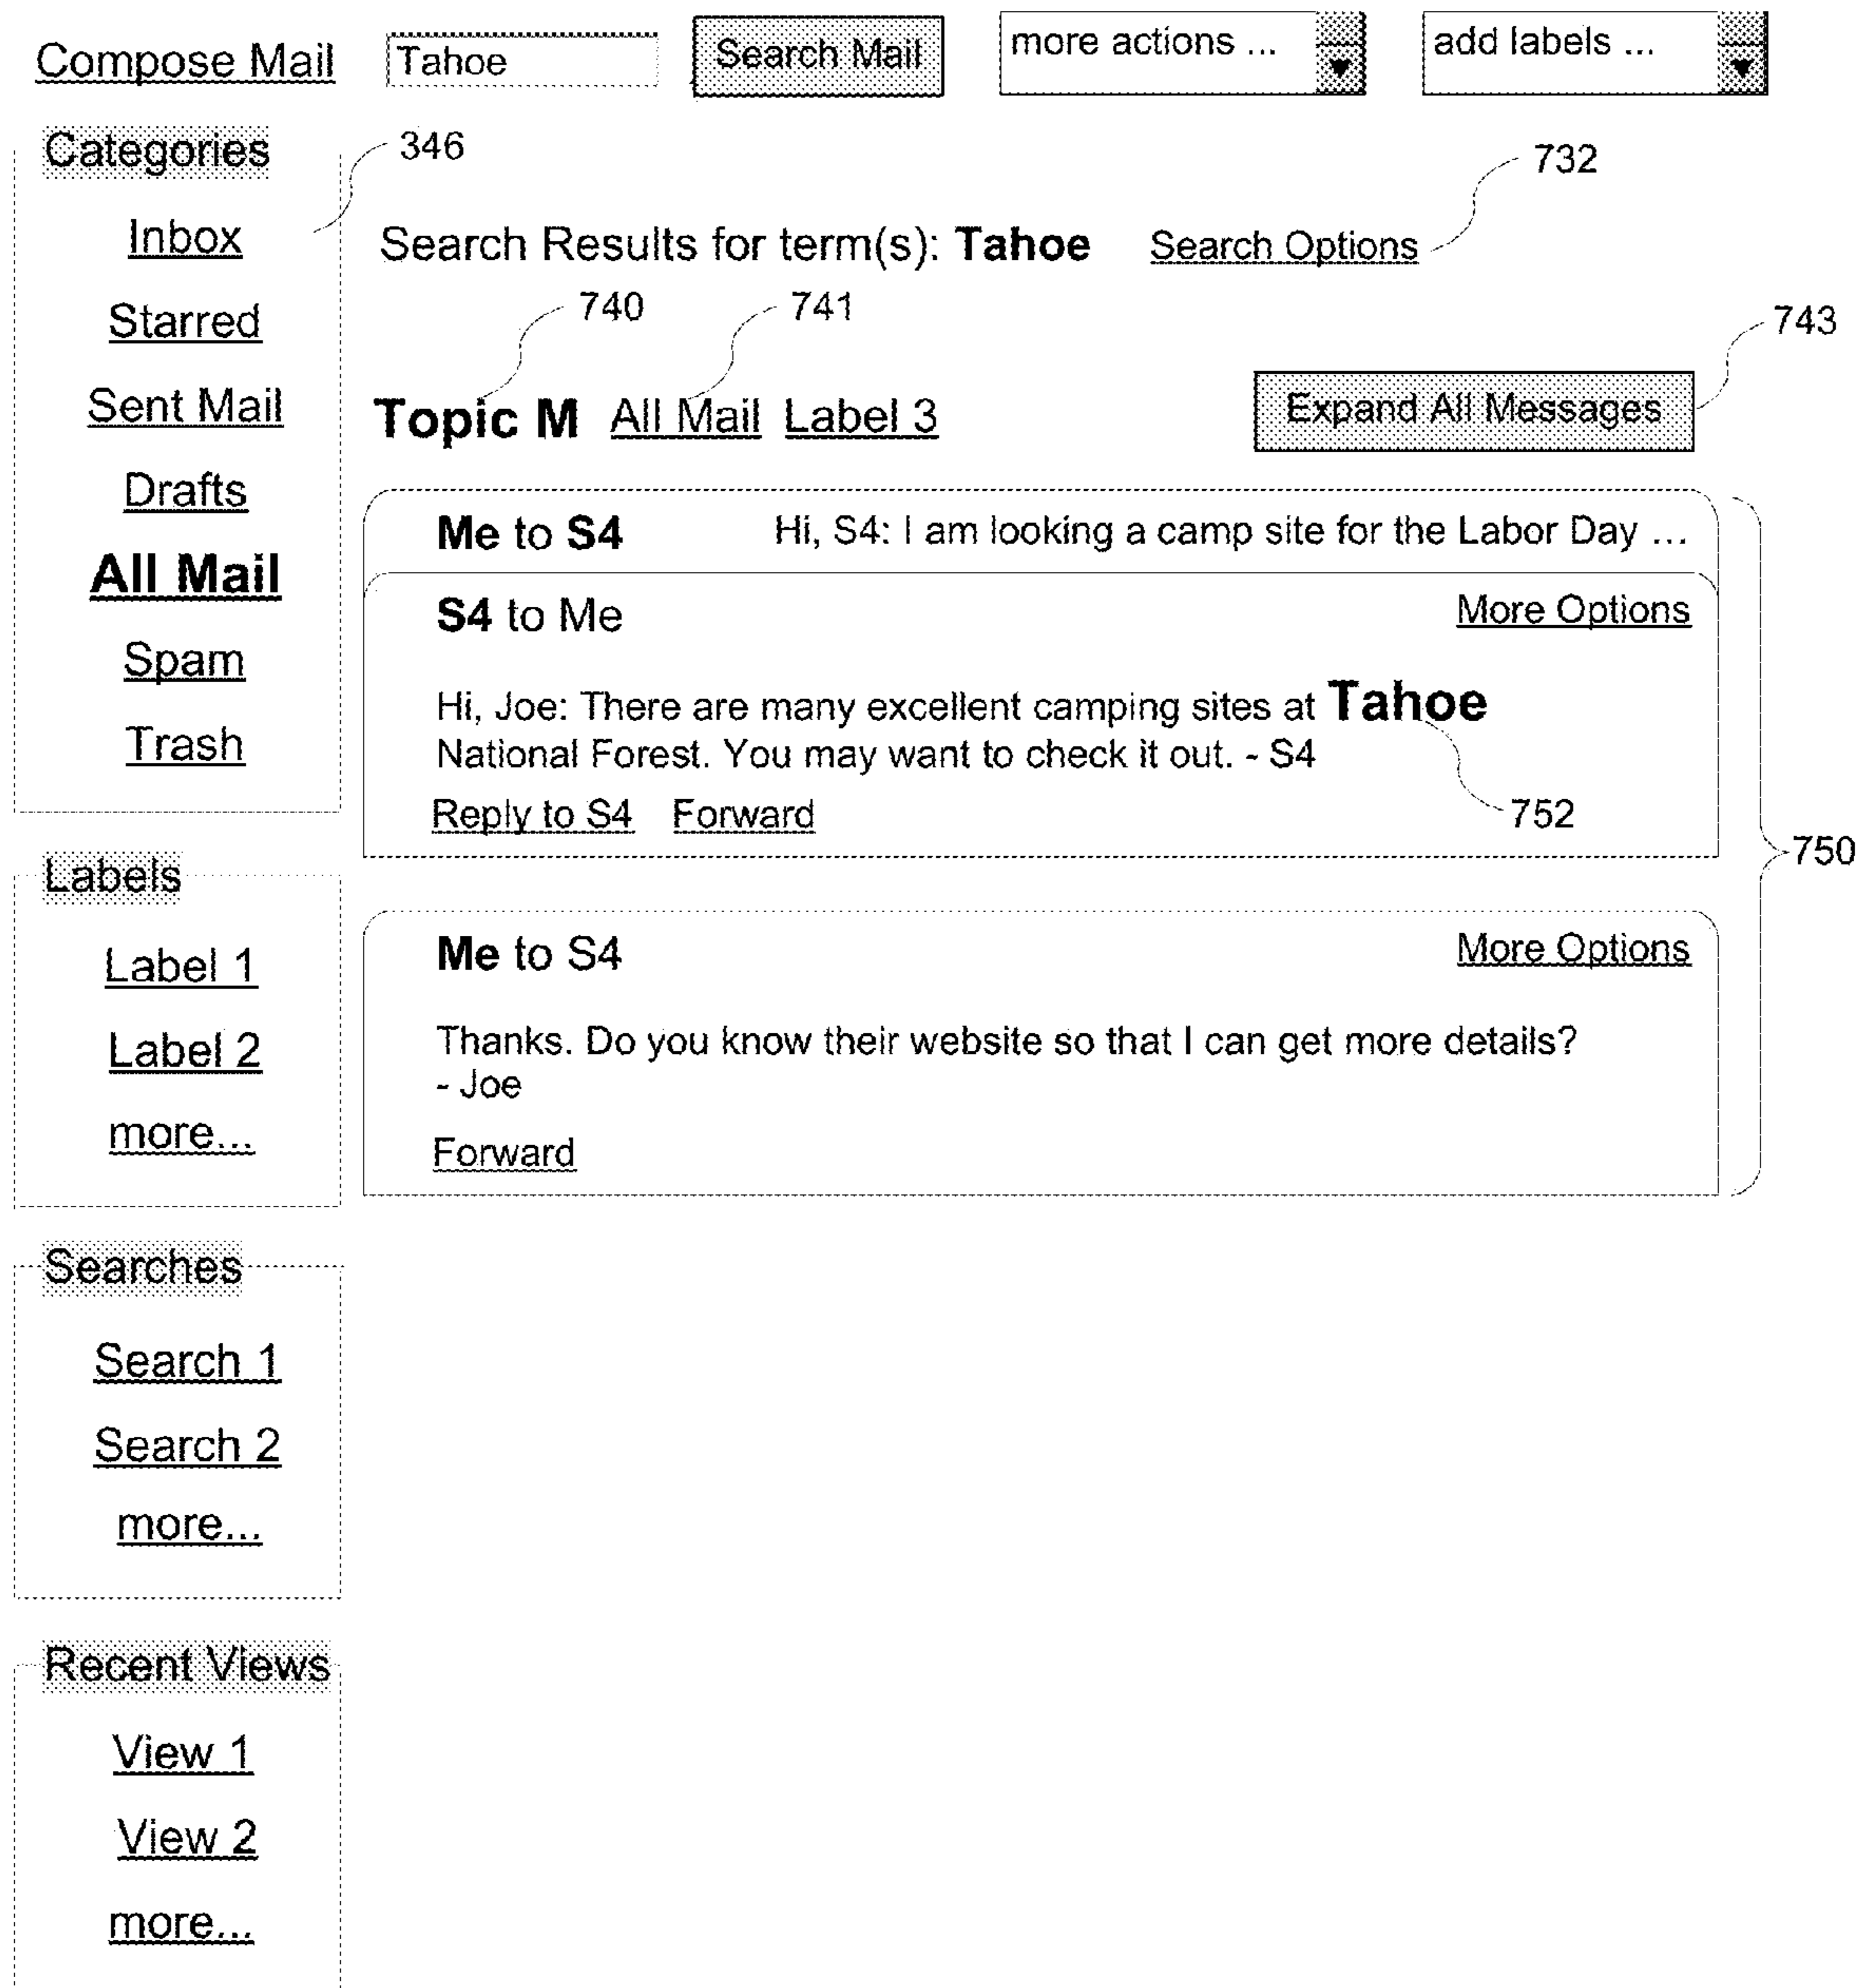 Compose Mail Tahoe Search Mail more actions ... add labels ...
Categories 346
Inbox
Starred
Sent Mail
Drafts
All Mail
Spam
Trash
Labels
Label 1
Label 2
more...
Searches
Search 1
Search 2
more...
Recent Views
View 1
View 2
more...
732
Search Results for term(s): Tahoe Search Options
740 741
743
Topic M All Mail Label 3 Expand All Messages
Me to S4 Hi, S4: I am looking a camp site for the Labor Day ...
S4 to Me More Options
Hi, Joe: There are many excellent camping sites at Tahoe
National Forest. You may want to check it out. - S4
Reply to S4 Forward 752
750
Me to S4 More Options
Thanks. Do you know their website so that I can get more details?
- Joe
Forward